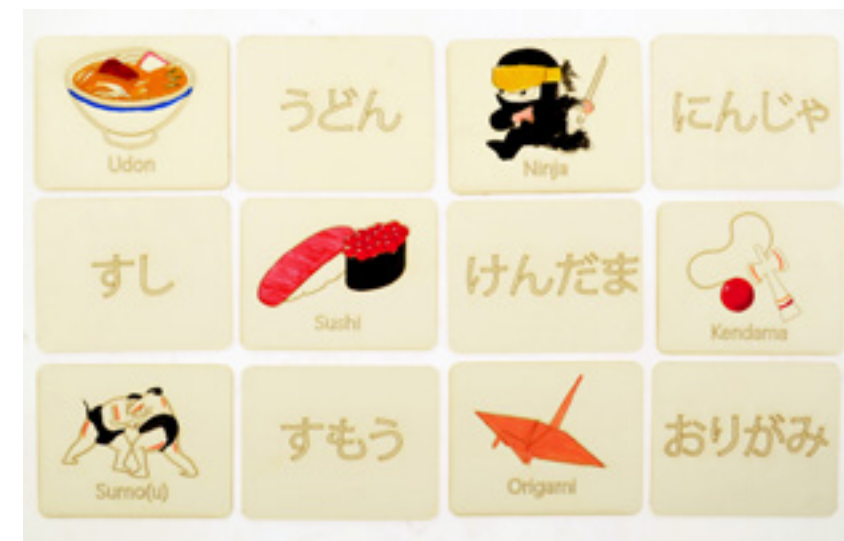 Udon
うどん
Ninja
にんじゃ
すし
Sushi
けんだま
Kendama
Sumo(u)
すもう
Origami
おりがみ